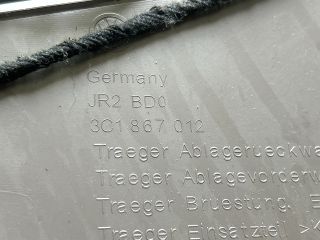 Germany
JR2 BD0
3C1 867 012
Traeger Ablagerueckwa
Traeger Ablagevorderw
Traeger Bruestung, E
Traeger Einsatzteil >